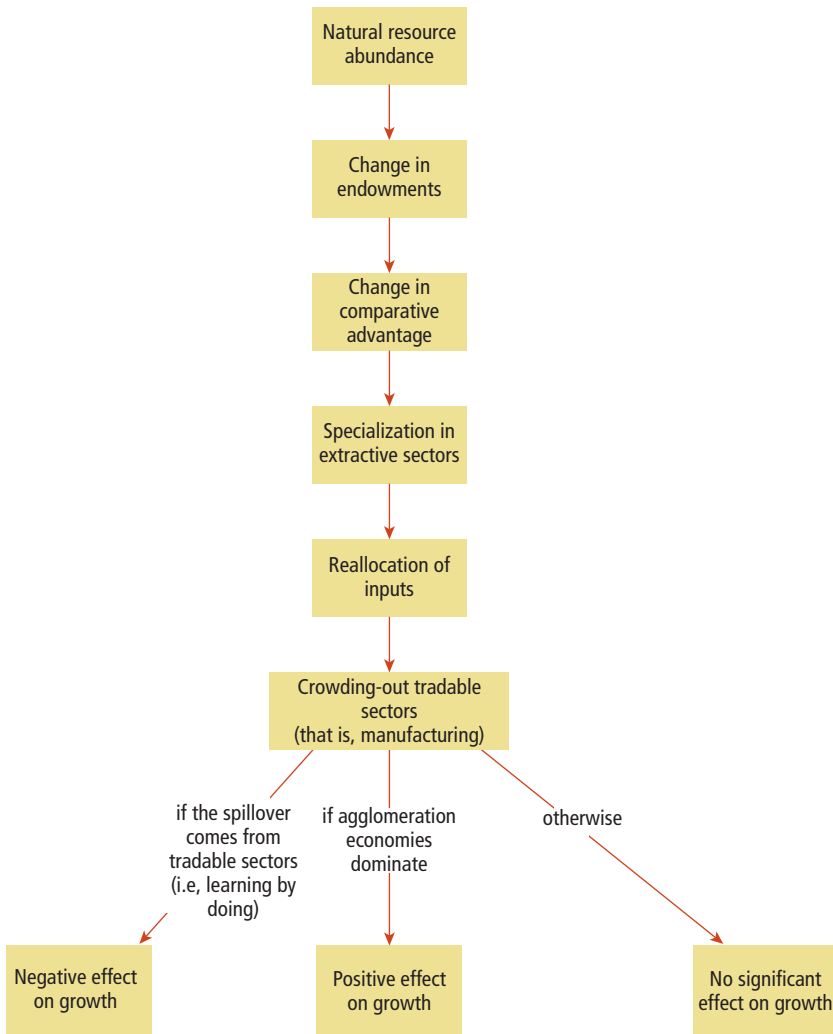 Natural resource
abundance
Change in
endowments
Change in
comparative
advantage
Specialization in
extractive sectors
Reallocation of
inputs
Crowding-out tradable
sectors
(that is, manufacturing)
if the spillover
comes from
tradable sectors
(i.e, learning by
doing)
if agglomeration
economies
dominate
otherwise
Negative effect
on growth
Positive effect
on growth
No significant
effect on growth